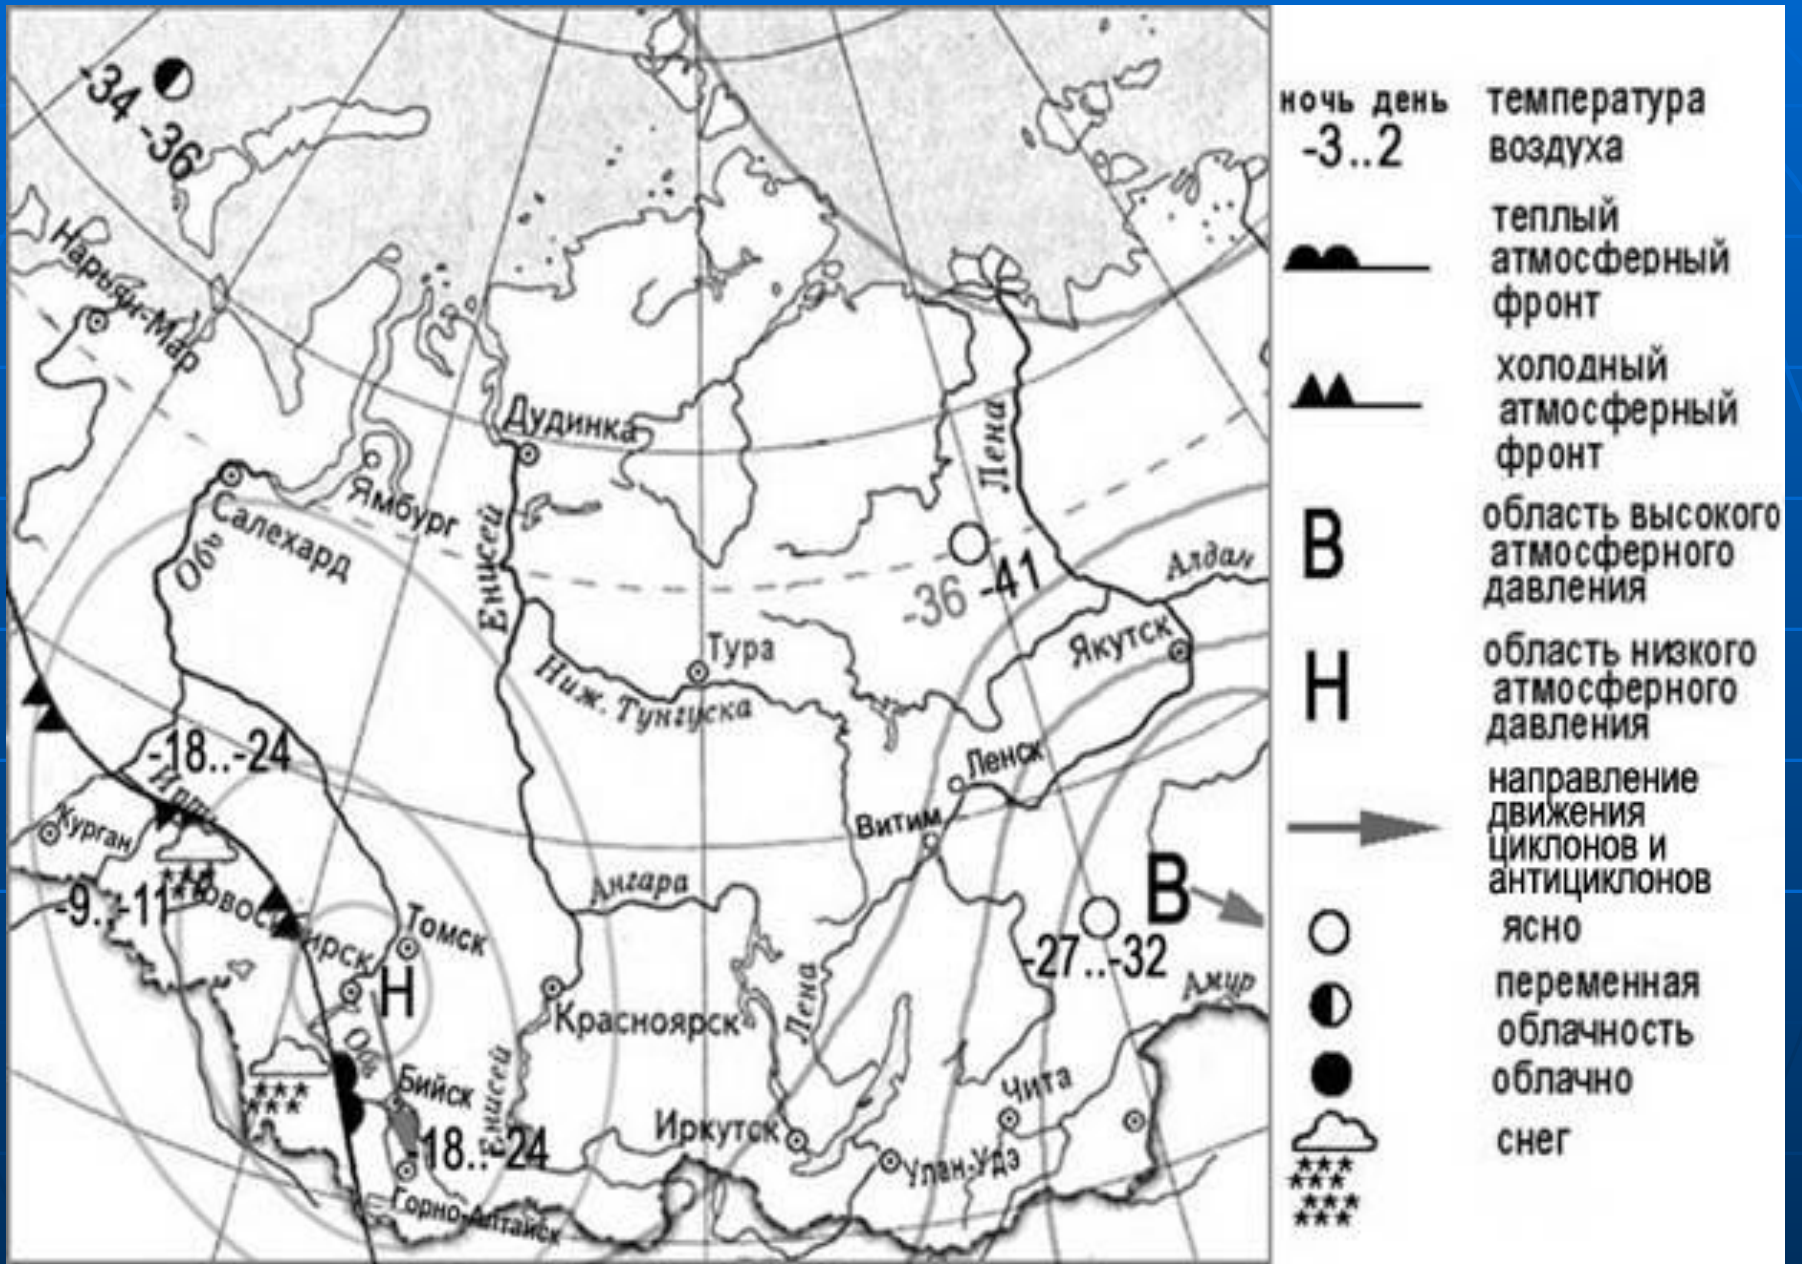 -34 -36
Нарьян-Мар
Дудинка
Ямбург
Салехард
Обь
Енисей
Лена
-36 -41
Алдан
Якутск
Тура
Ниж. Тунгуска
-18..-24
Ленск
Витим
Курган
-9..-11
Томск
Н
Ангара
Красноярск
Лена
В
-27..-32
Амур
Обь
Бийск
Енисей
-18..-24
Горно-Алтайск
Иркутск
Улан-Удэ
Чита
ночь день
-3..2
температура
воздуха
теплый
атмосферный
фронт
холодный
атмосферный
фронт
В
область высокого
атмосферного
давления
Н
область низкого
атмосферного
давления
направление
движения
циклонов и
антициклонов
ясно
переменная
облачность
облачно
снег